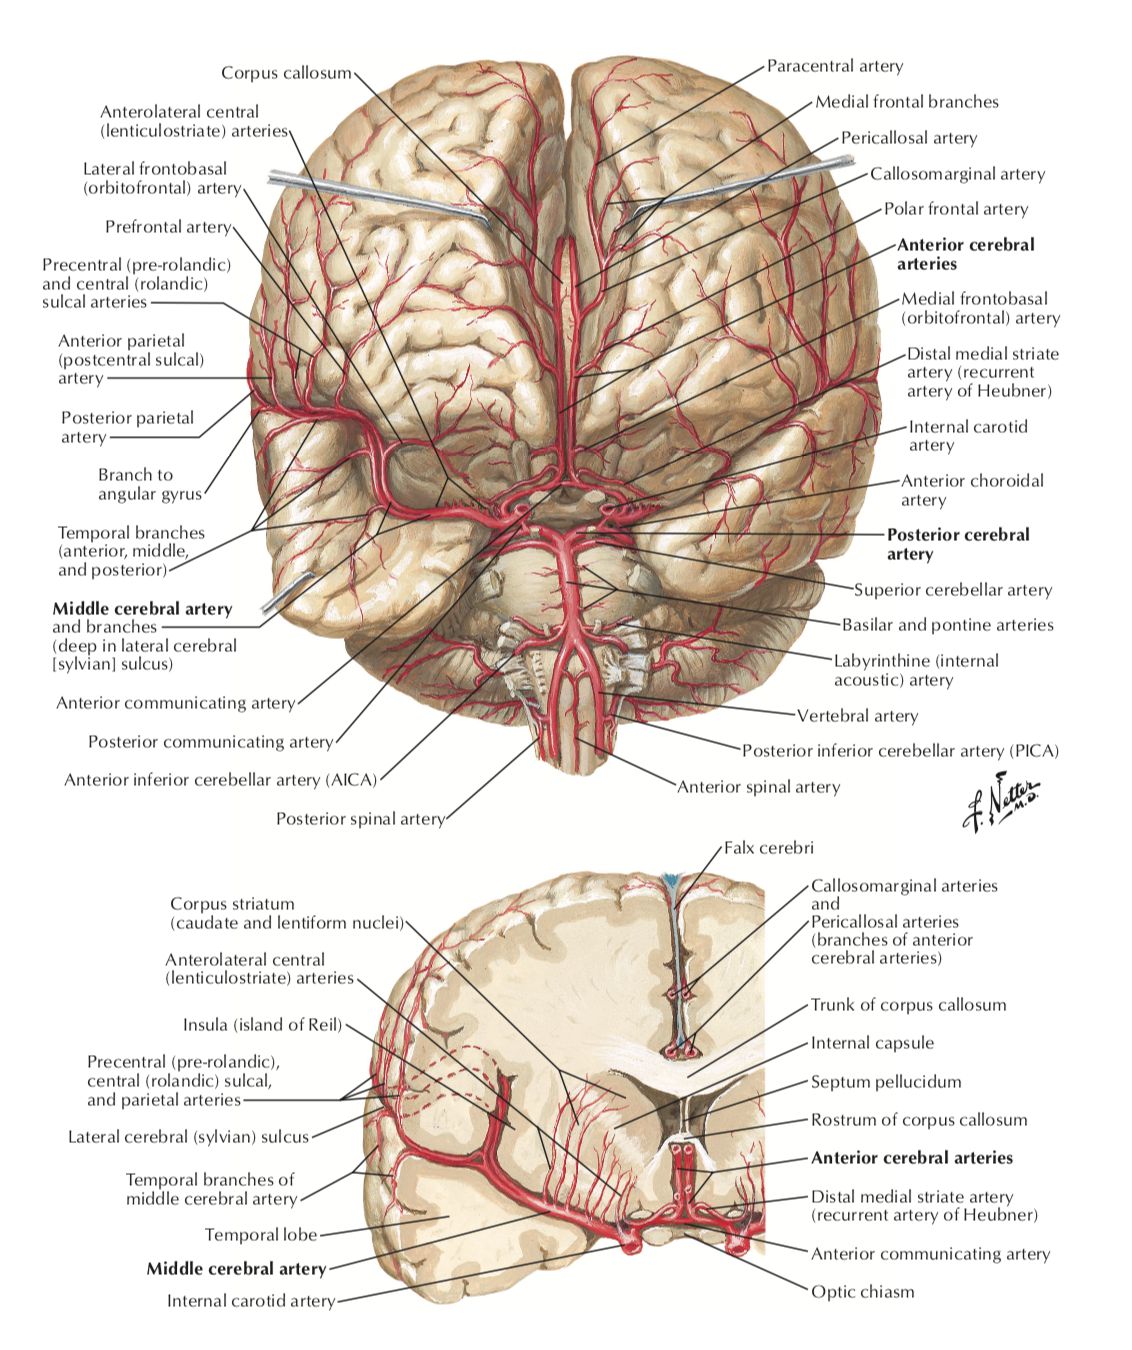 Corpus callosum
Anterolateral central
(lenticulostriate) arteries
Lateral frontobasal
(orbitofrontal) artery
Prefrontal artery
Precentral (pre-rolandic)
and central (rolandic)
sulcal arteries
Anterior parietal
(postcentral sulcal)
artery
Posterior parietal
artery
Branch to
angular gyrus
Temporal branches
(anterior, middle,
and posterior)
Middle cerebral artery
and branches
(deep in lateral cerebral
[sylvian] sulcus)
Anterior communicating artery
Posterior communicating artery
Anterior inferior cerebellar artery (AICA)
Posterior spinal artery
Paracentral artery
Medial frontal branches
Pericallosal artery
Callosomarginal artery
Polar frontal artery
Anterior cerebral
arteries
Medial frontobasal
(orbitofrontal) artery
Distal medial striate
artery (recurrent
artery of Heubner)
Internal carotid
artery
Anterior choroidal
artery
Posterior cerebral
artery
Superior cerebellar artery
Basilar and pontine arteries
Labyrinthine (internal
acoustic) artery
Vertebral artery
Posterior inferior cerebellar artery (PICA)
Anterior spinal artery
F. Netter
M.D.
Corpus striatum
(caudate and lentiform nuclei)
Anterolateral central
(lenticulostriate) arteries
Insula (island of Reil)
Precentral (pre-rolandic),
central (rolandic) sulcal,
and parietal arteries
Lateral cerebral (sylvian) sulcus
Temporal branches of
middle cerebral artery
Temporal lobe
Middle cerebral artery
Internal carotid artery
Falx cerebri
Callosomarginal arteries
and
Pericallosal arteries
(branches of anterior
cerebral arteries)
Trunk of corpus callosum
Internal capsule
Septum pellucidum
Rostrum of corpus callosum
Anterior cerebral arteries
Distal medial striate artery
(recurrent artery of Heubner)
Anterior communicating artery
Optic chiasm